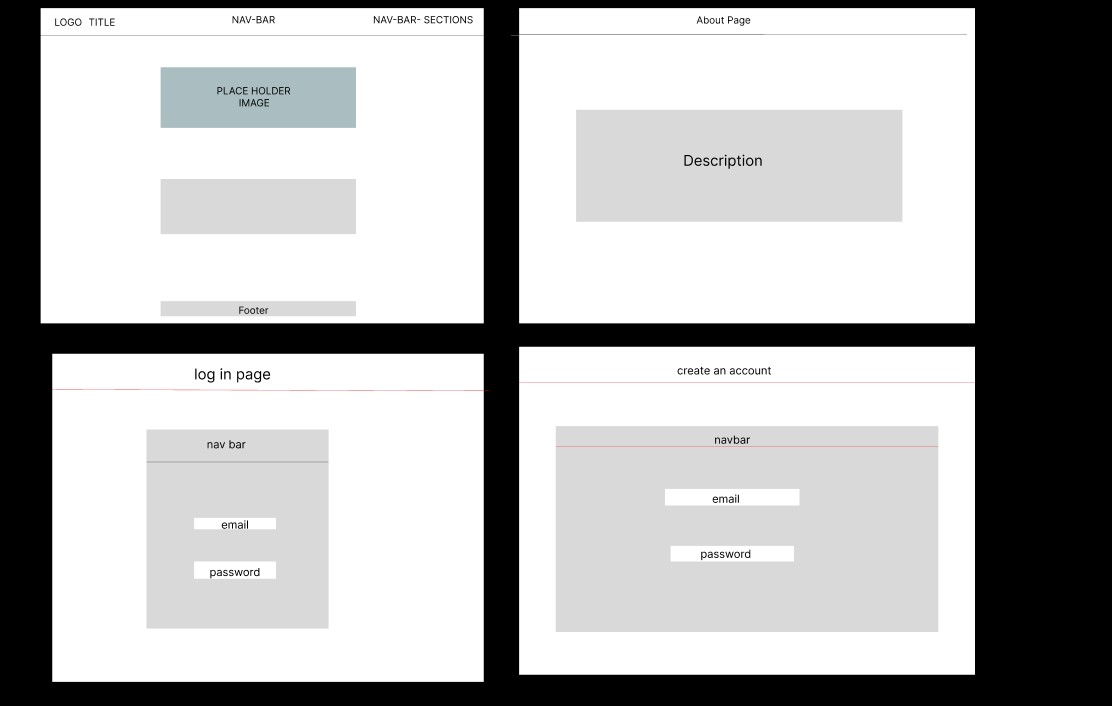 LOGO TITLE
NAV-BAR
NAV-BAR- SECTIONS
PLACE HOLDER
IMAGE
Footer
About Page
Description
log in page
nav bar
email
password
create an account
navbar
email
password